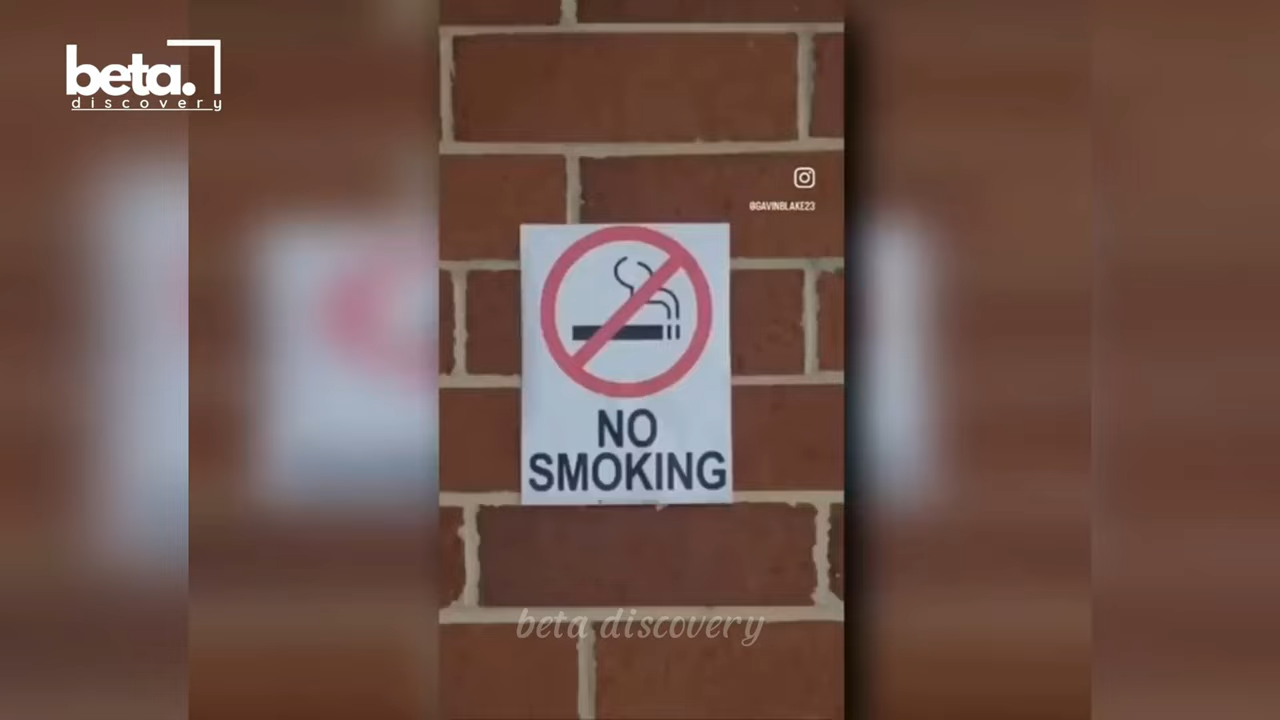 beta.
discovery
@GAVINBLAKE23
NO
SMOKING
beta discovery